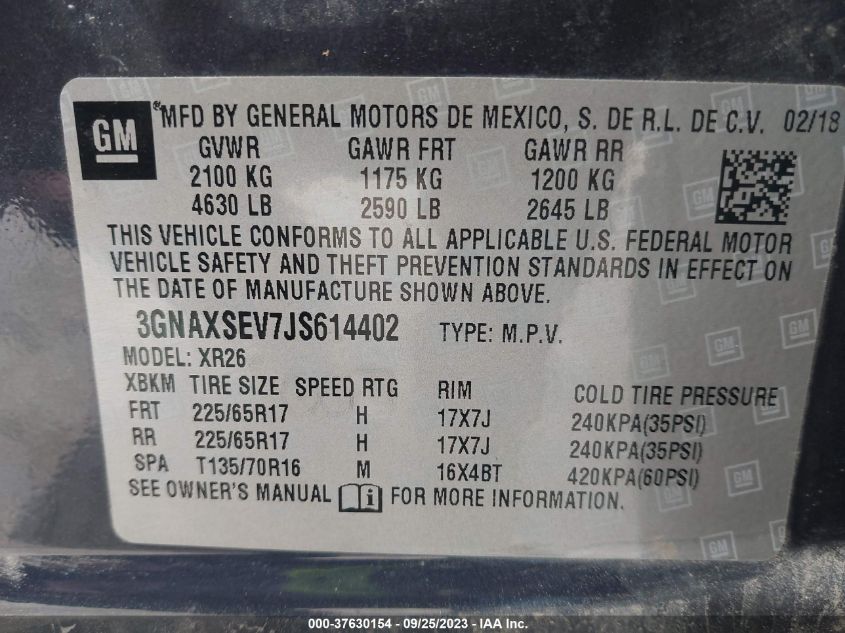 GM ®MFD BY GENERAL MOTORS DE MEXICO, S. DE R.L. DE C.V. 02/18
GVWR GAWR FRT GAWR RR
2100 KG 1175 KG 1200 KG
4630 LB 2590 LB 2645 LB
THIS VEHICLE CONFORMS TO ALL APPLICABLE U.S. FEDERAL MOTOR
VEHICLE SAFETY AND THEFT PREVENTION STANDARDS IN EFFECT ON
THE DATE OF MANUFACTURE SHOWN ABOVE.
3GNAXSEV7JS614402 TYPE: M.P.V.
MODEL: XR26
XBKM TIRE SIZE SPEED RTG RIM COLD TIRE PRESSURE
FRT 225/65R17 H 17X7J 240KPA(35PSI)
RR 225/65R17 H 17X7J 240KPA(35PSI)
SPA T135/70R16 M 16X4BT 420KPA(60PSI)
SEE OWNER'S MANUAL i FOR MORE INFORMATION.
000-37630154 - 09/25/2023 - IAA Inc.